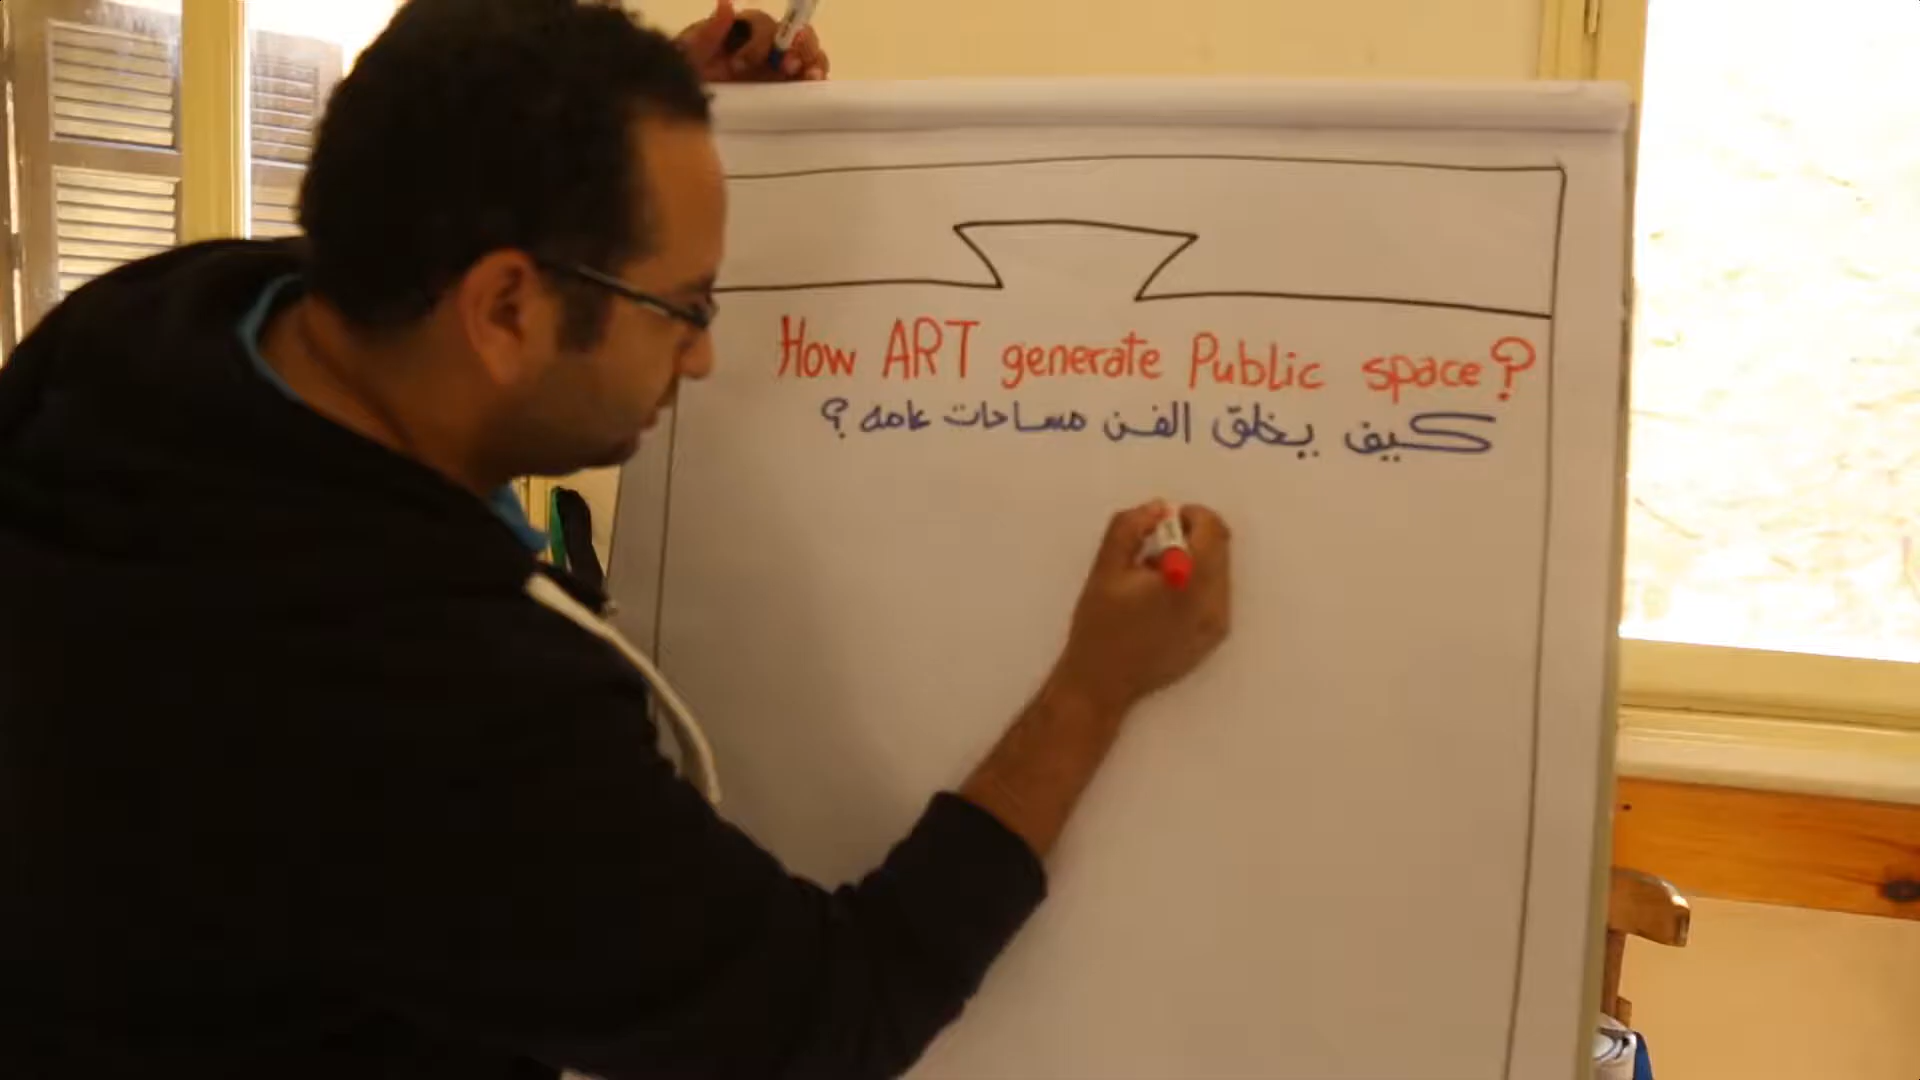 How ART generate Public space?
كيف يخلق الفن مساحات عامه ؟